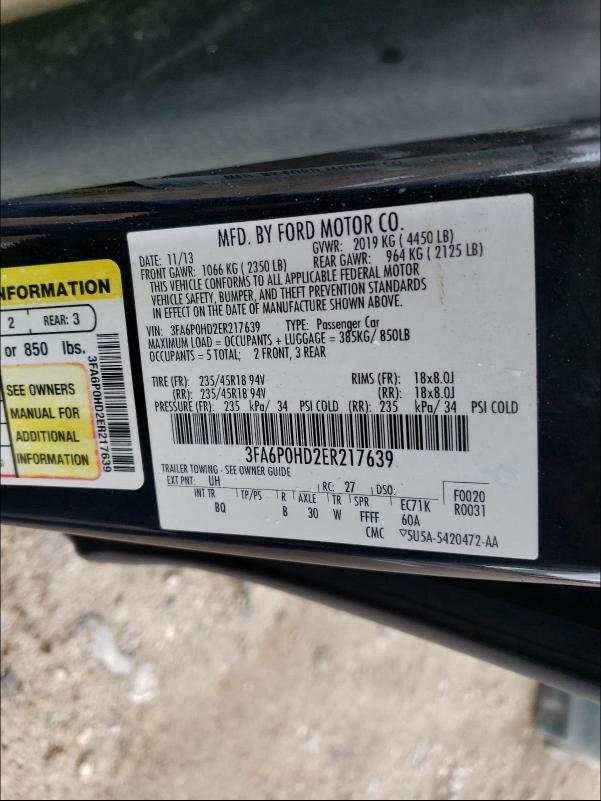 MFD. BY FORD MOTOR CO.
DATE: 11/13 GVWR: 2019 KG ( 4450 LB)
FRONT GAWR: 1066 KG ( 2350 LB) REAR GAWR: 964 KG ( 2125 LB)
THIS VEHICLE CONFORMS TO ALL APPLICABLE FEDERAL MOTOR
VEHICLE SAFETY, BUMPER, AND THEFT PREVENTION STANDARDS
IN EFFECT ON THE DATE OF MANUFACTURE SHOWN ABOVE.
VIN: 3FA6P0HD2ER217639 TYPE: Passenger Car
MAXIMUM LOAD = OCCUPANTS + LUGGAGE = 385KG/ 850LB
OCCUPANTS = 5 TOTAL; 2 FRONT, 3 REAR
TIRE (FR): 235/45R18 94V RIMS (FR): 18x8.0J
(RR): 235/45R18 94V (RR): 18x8.0J
PRESSURE (FR): 235 kPa/ 34 PSI COLD (RR): 235 kPa/ 34 PSI COLD
3FA6P0HD2ER217639
TRAILER TOWING - SEE OWNER GUIDE
EXT PNT: UH RC: 27 DSO:
INT TR TP/PS R AXLE TR SPR EC71K F0020
BQ B 30 W FFFF 60A R0031
CMC 5U5A-5420472-AA
NFORMATION
2 REAR: 3
or 850 lbs.
SEE OWNERS
MANUAL FOR
ADDITIONAL
INFORMATION
3FA6P0HD2ER217639